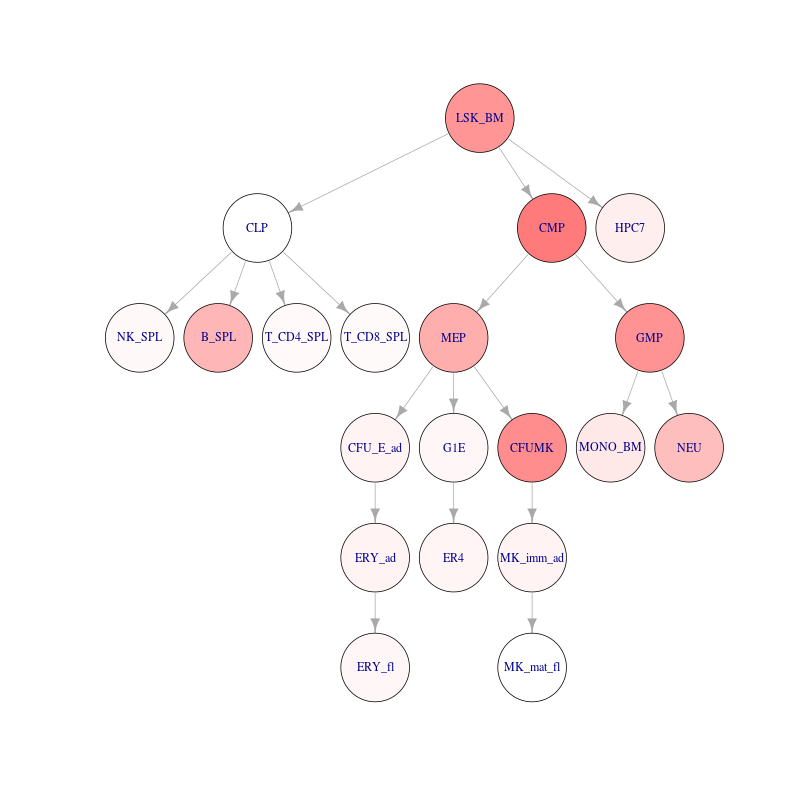 LSK_BM
CLP
CMP
HPC7
NK_SPL
B_SPL
T_CD4_SPL
T_CD8_SPL
MEP
GMP
CFU_E_ad
G1E
CFUMK
MONO_BM
NEU
ERY_ad
ER4
MK_imm_ad
ERY_fl
MK_mat_fl